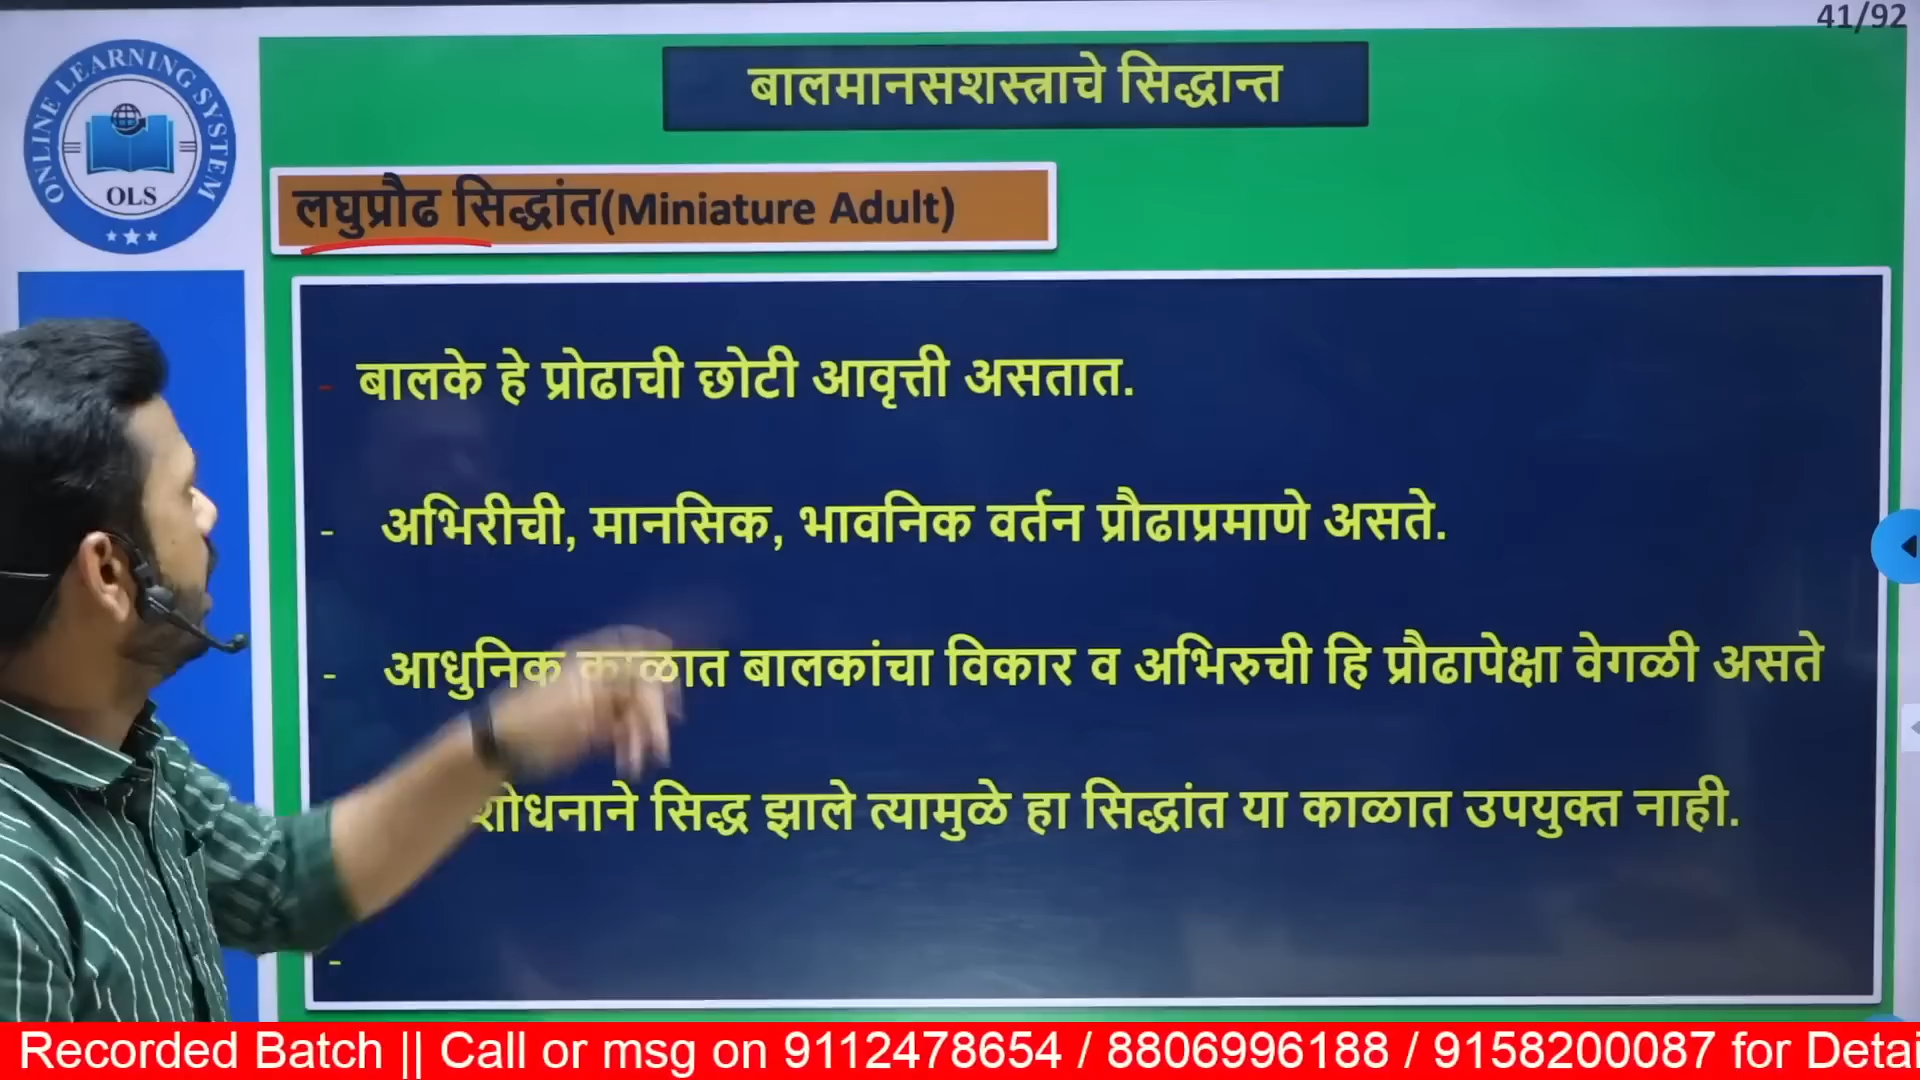 41/92
ONLINE LEARNING SYSTEM
OLS
बालमानसशस्त्राचे सिद्धान्त
लघुप्रौढ सिद्धांत(Miniature Adult)
- बालके हे प्रोढाची छोटी आवृत्ती असतात.
- अभिरीची, मानसिक, भावनिक वर्तन प्रौढाप्रमाणे असते.
- आधुनिक काळात बालकांचा विकार व अभिरुची हि प्रौढापेक्षा वेगळी असते
शोधनाने सिद्ध झाले त्यामुळे हा सिद्धांत या काळात उपयुक्त नाही.
-
Recorded Batch || Call or msg on 9112478654 / 8806996188 / 9158200087 for Detai